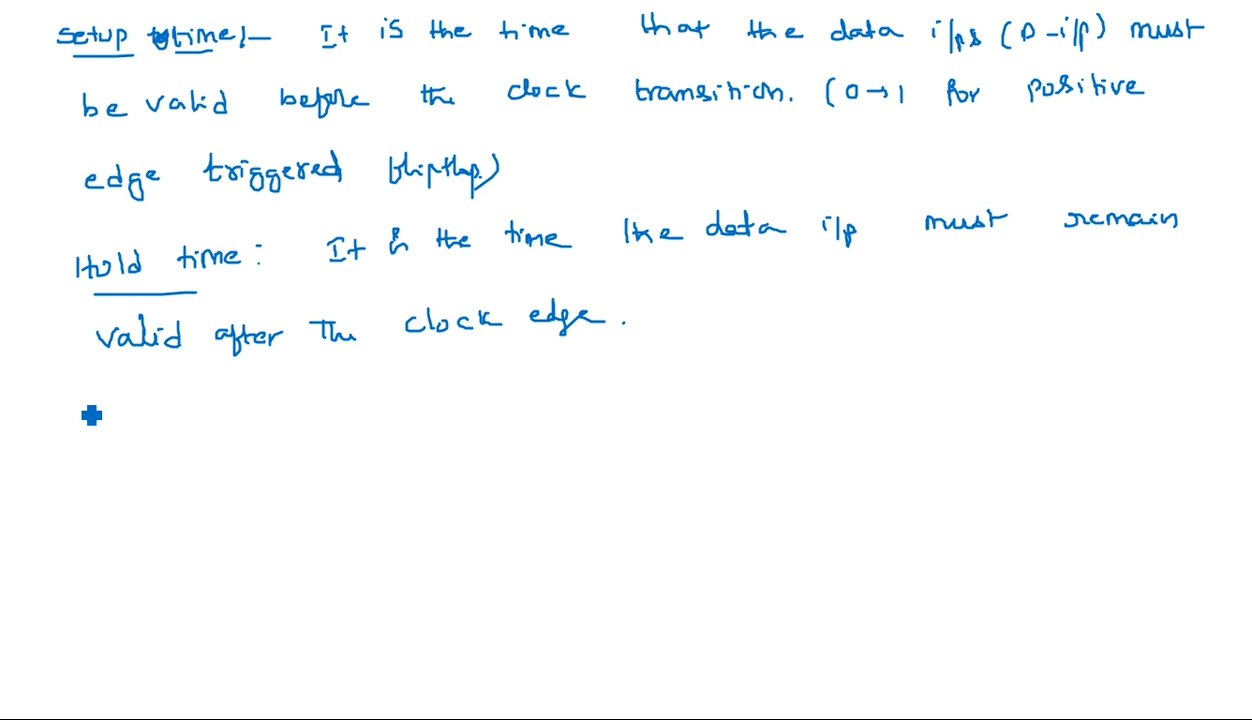 setup time:- It is the time that the data i/ps (D-i/p) must
be valid before the clock transition. (0→1 for positive
edge triggered flipflop.)
Hold time: It is the time the data i/p must remain
valid after the clock edge.